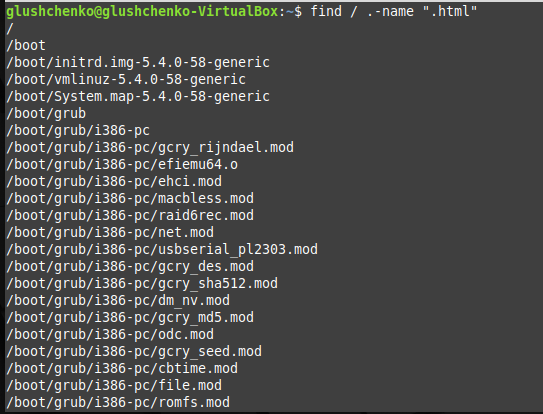 glushchenko@glushchenko-VirtualBox:~$ find / .-name ".html"
/
/boot
/boot/initrd.img-5.4.0-58-generic
/boot/vmlinuz-5.4.0-58-generic
/boot/System.map-5.4.0-58-generic
/boot/grub
/boot/grub/i386-pc
/boot/grub/i386-pc/gcry_rijndael.mod
/boot/grub/i386-pc/efiemu64.o
/boot/grub/i386-pc/ehci.mod
/boot/grub/i386-pc/macbless.mod
/boot/grub/i386-pc/raid6rec.mod
/boot/grub/i386-pc/net.mod
/boot/grub/i386-pc/usbserial_pl2303.mod
/boot/grub/i386-pc/gcry_des.mod
/boot/grub/i386-pc/gcry_sha512.mod
/boot/grub/i386-pc/dm_nv.mod
/boot/grub/i386-pc/gcry_md5.mod
/boot/grub/i386-pc/odc.mod
/boot/grub/i386-pc/gcry_seed.mod
/boot/grub/i386-pc/cbtime.mod
/boot/grub/i386-pc/file.mod
/boot/grub/i386-pc/romfs.mod